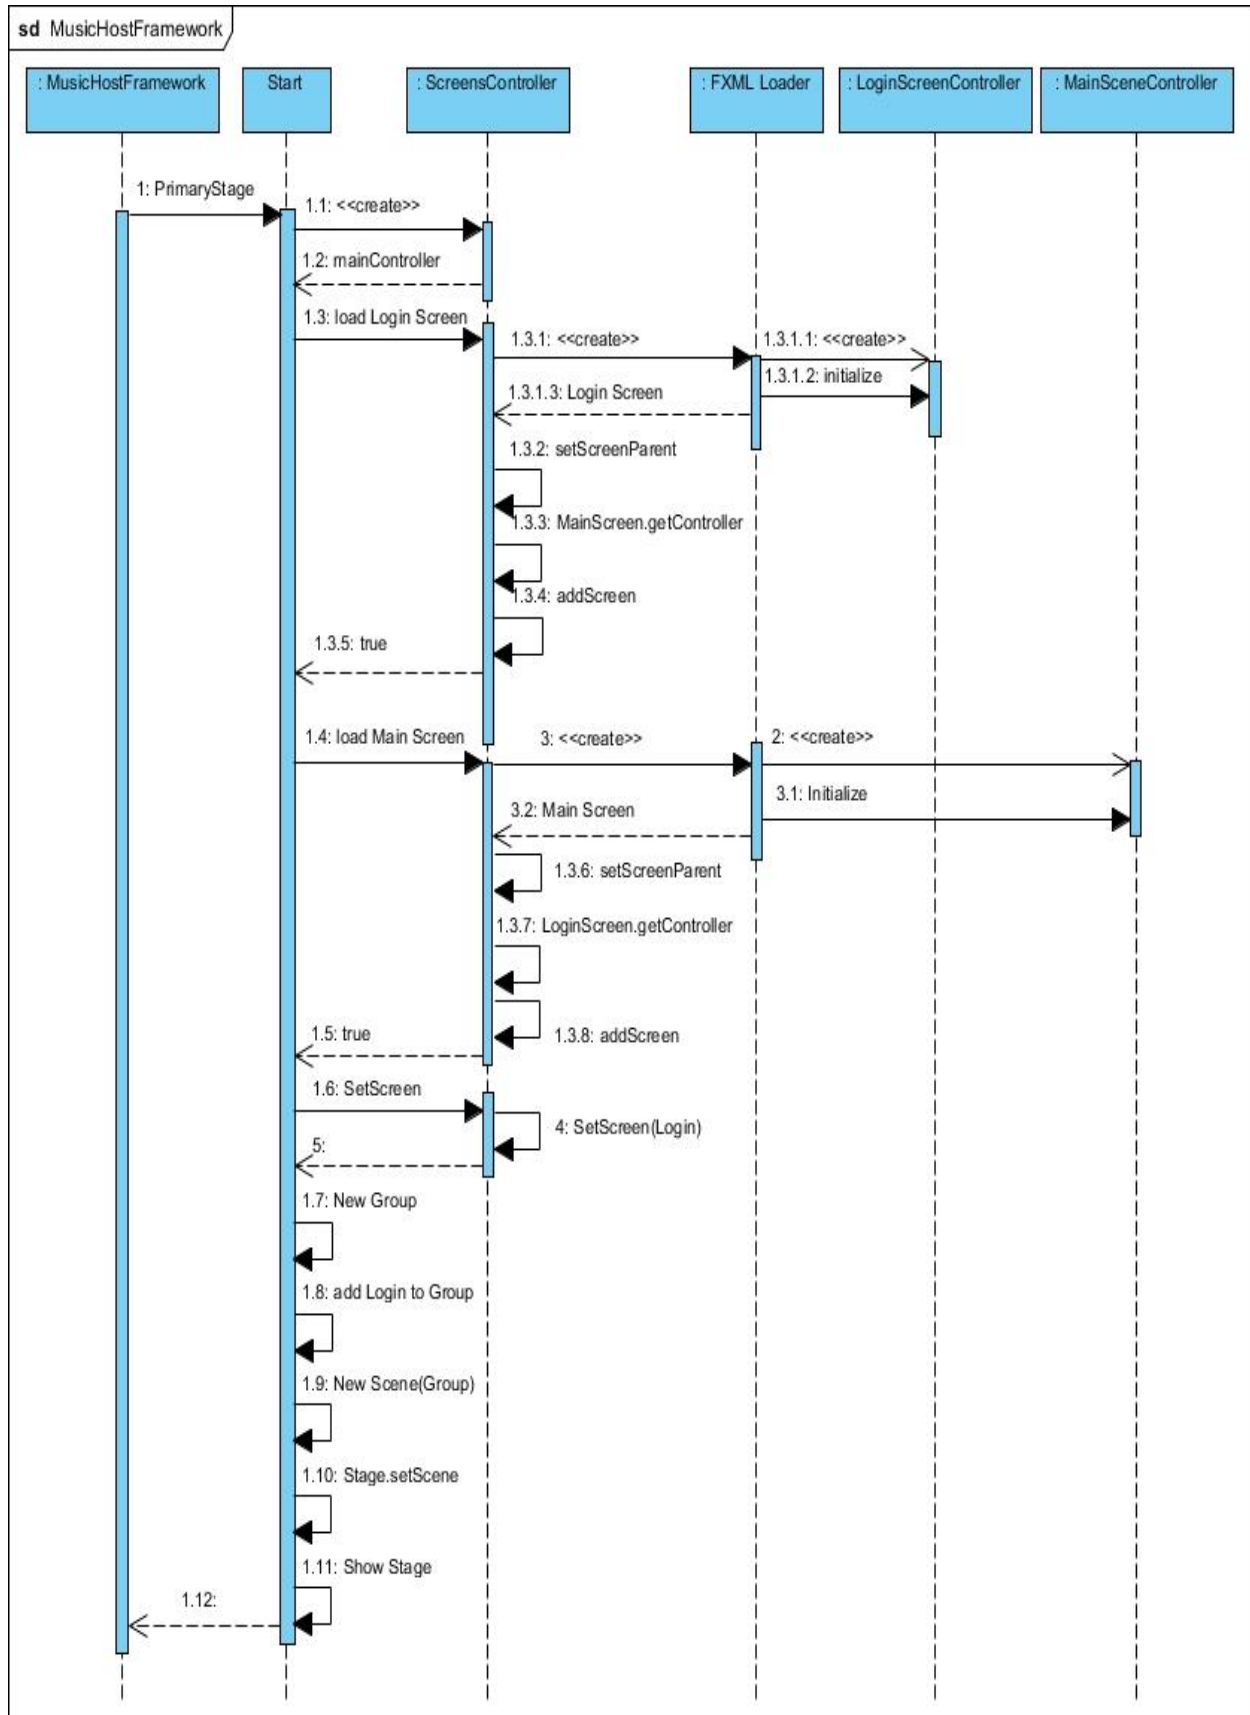 sd MusicHostFramework
: MusicHostFramework
Start
: ScreensController
: FXML Loader
: LoginScreenController
: MainSceneController
1: PrimaryStage
1.1: <<create>>
1.2: mainController
1.3: load Login Screen
1.3.1: <<create>>
1.3.1.1: <<create>>
1.3.1.2: initialize
1.3.1.3: Login Screen
1.3.2: setScreenParent
1.3.3: MainScreen.getController
1.3.4: addScreen
1.3.5: true
1.4: load Main Screen
3: <<create>>
2: <<create>>
3.1: Initialize
3.2: Main Screen
1.3.6: setScreenParent
1.3.7: LoginScreen.getController
1.5: true
1.3.8: addScreen
1.6: SetScreen
4: SetScreen(Login)
5:
1.7: New Group
1.8: add Login to Group
1.9: New Scene(Group)
1.10: Stage.setScene
1.11: Show Stage
1.12: